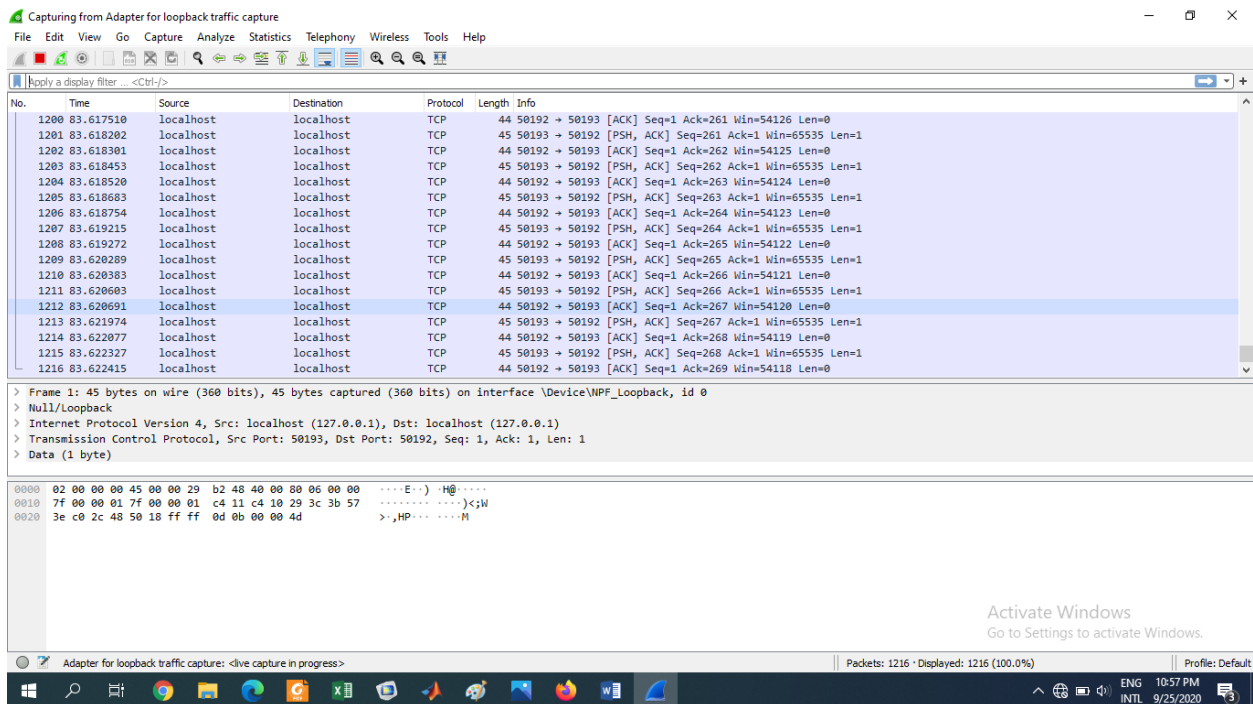 Capturing from Adapter for loopback traffic capture
File Edit View Go Capture Analyze Statistics Telephony Wireless Tools Help
Apply a display filter ... <Ctrl-/>
No. Time Source Destination Protocol Length Info
1200 83.617510 localhost localhost TCP 44 50192 → 50193 [ACK] Seq=1 Ack=261 Win=54126 Len=0
1201 83.618202 localhost localhost TCP 45 50193 → 50192 [PSH, ACK] Seq=261 Ack=1 Win=65535 Len=1
1202 83.618301 localhost localhost TCP 44 50192 → 50193 [ACK] Seq=1 Ack=262 Win=54125 Len=0
1203 83.618453 localhost localhost TCP 45 50193 → 50192 [PSH, ACK] Seq=262 Ack=1 Win=65535 Len=1
1204 83.618520 localhost localhost TCP 44 50192 → 50193 [ACK] Seq=1 Ack=263 Win=54124 Len=0
1205 83.618683 localhost localhost TCP 45 50193 → 50192 [PSH, ACK] Seq=263 Ack=1 Win=65535 Len=1
1206 83.618754 localhost localhost TCP 44 50192 → 50193 [ACK] Seq=1 Ack=264 Win=54123 Len=0
1207 83.619215 localhost localhost TCP 45 50193 → 50192 [PSH, ACK] Seq=264 Ack=1 Win=65535 Len=1
1208 83.619272 localhost localhost TCP 44 50192 → 50193 [ACK] Seq=1 Ack=265 Win=54122 Len=0
1209 83.620289 localhost localhost TCP 45 50193 → 50192 [PSH, ACK] Seq=265 Ack=1 Win=65535 Len=1
1210 83.620383 localhost localhost TCP 44 50192 → 50193 [ACK] Seq=1 Ack=266 Win=54121 Len=0
1211 83.620603 localhost localhost TCP 45 50193 → 50192 [PSH, ACK] Seq=266 Ack=1 Win=65535 Len=1
1212 83.620691 localhost localhost TCP 44 50192 → 50193 [ACK] Seq=1 Ack=267 Win=54120 Len=0
1213 83.621974 localhost localhost TCP 45 50193 → 50192 [PSH, ACK] Seq=267 Ack=1 Win=65535 Len=1
1214 83.622077 localhost localhost TCP 44 50192 → 50193 [ACK] Seq=1 Ack=268 Win=54119 Len=0
1215 83.622327 localhost localhost TCP 45 50193 → 50192 [PSH, ACK] Seq=268 Ack=1 Win=65535 Len=1
1216 83.622415 localhost localhost TCP 44 50192 → 50193 [ACK] Seq=1 Ack=269 Win=54118 Len=0
> Frame 1: 45 bytes on wire (360 bits), 45 bytes captured (360 bits) on interface \Device\NPF_Loopback, id 0
> Null/Loopback
> Internet Protocol Version 4, Src: localhost (127.0.0.1), Dst: localhost (127.0.0.1)
> Transmission Control Protocol, Src Port: 50193, Dst Port: 50192, Seq: 1, Ack: 1, Len: 1
> Data (1 byte)
0000 02 00 00 00 45 00 00 29 b2 48 40 00 80 06 00 00 ····E··) ·H@·····
0010 7f 00 00 01 7f 00 00 01 c4 11 c4 10 29 3c 3b 57 ········ ····)<;W
0020 3e c0 2c 48 50 18 ff ff 0d 0b 00 00 4d >·,HP··· ····M
Activate Windows
Go to Settings to activate Windows.
Adapter for loopback traffic capture: <live capture in progress> Packets: 1216 · Displayed: 1216 (100.0%) Profile: Default
ENG 10:57 PM
INTL 9/25/2020
3